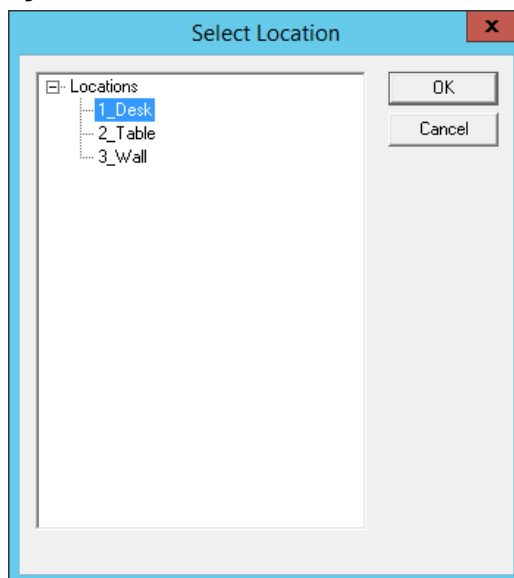 Select Location
x
Locations
1_Desk
2_Table
3_Wall
OK
Cancel